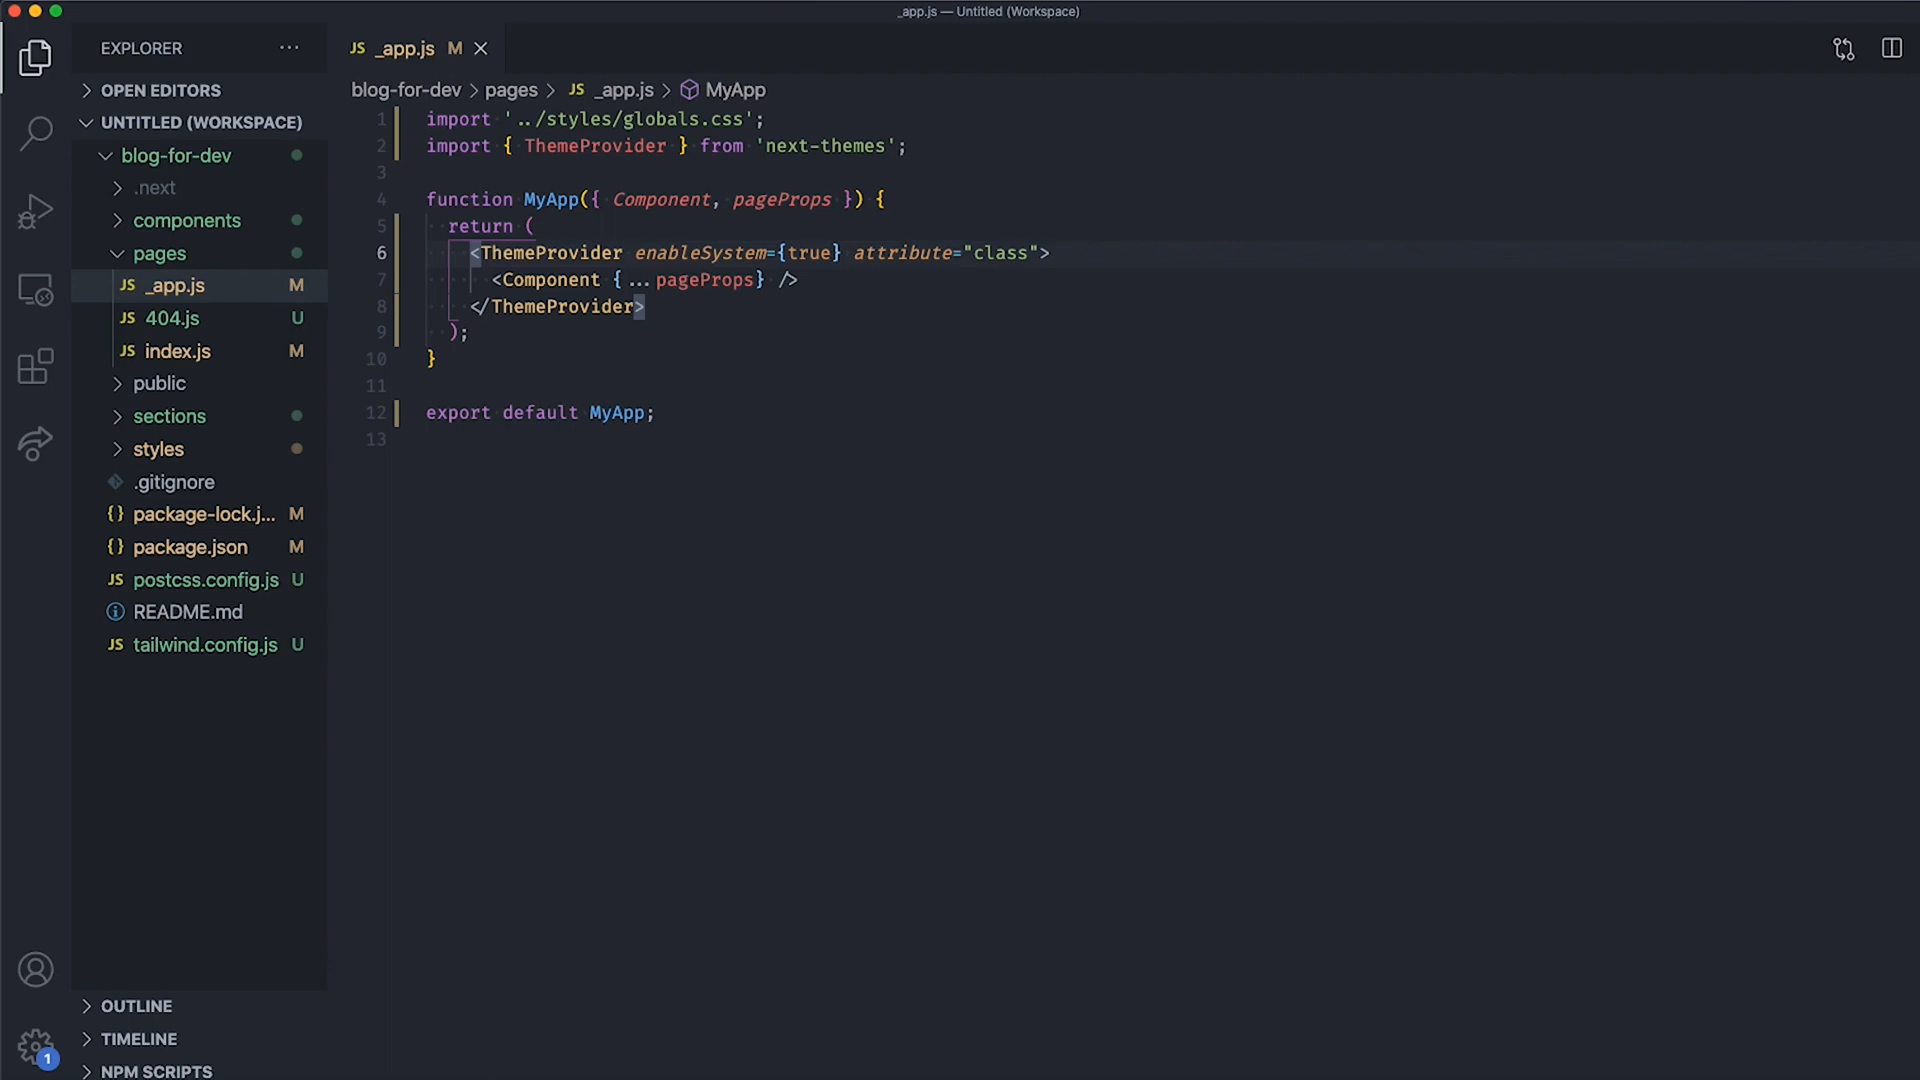 _app.js — Untitled (Workspace)
EXPLORER ...
JS _app.js M
OPEN EDITORS
UNTITLED (WORKSPACE)
blog-for-dev
.next
components
pages
JS _app.js M
JS 404.js U
JS index.js M
public
sections
styles
.gitignore
{} package-lock.j... M
{} package.json M
JS postcss.config.js U
README.md
JS tailwind.config.js U
OUTLINE
TIMELINE
NPM SCRIPTS
1
blog-for-dev > pages > JS _app.js > MyApp
1 import '../styles/globals.css';
2 import { ThemeProvider } from 'next-themes';
3
4 function MyApp({ Component, pageProps }) {
5 return (
6 <ThemeProvider enableSystem={true} attribute="class">
7 <Component {...pageProps} />
8 </ThemeProvider>
9 );
10 }
11
12 export default MyApp;
13